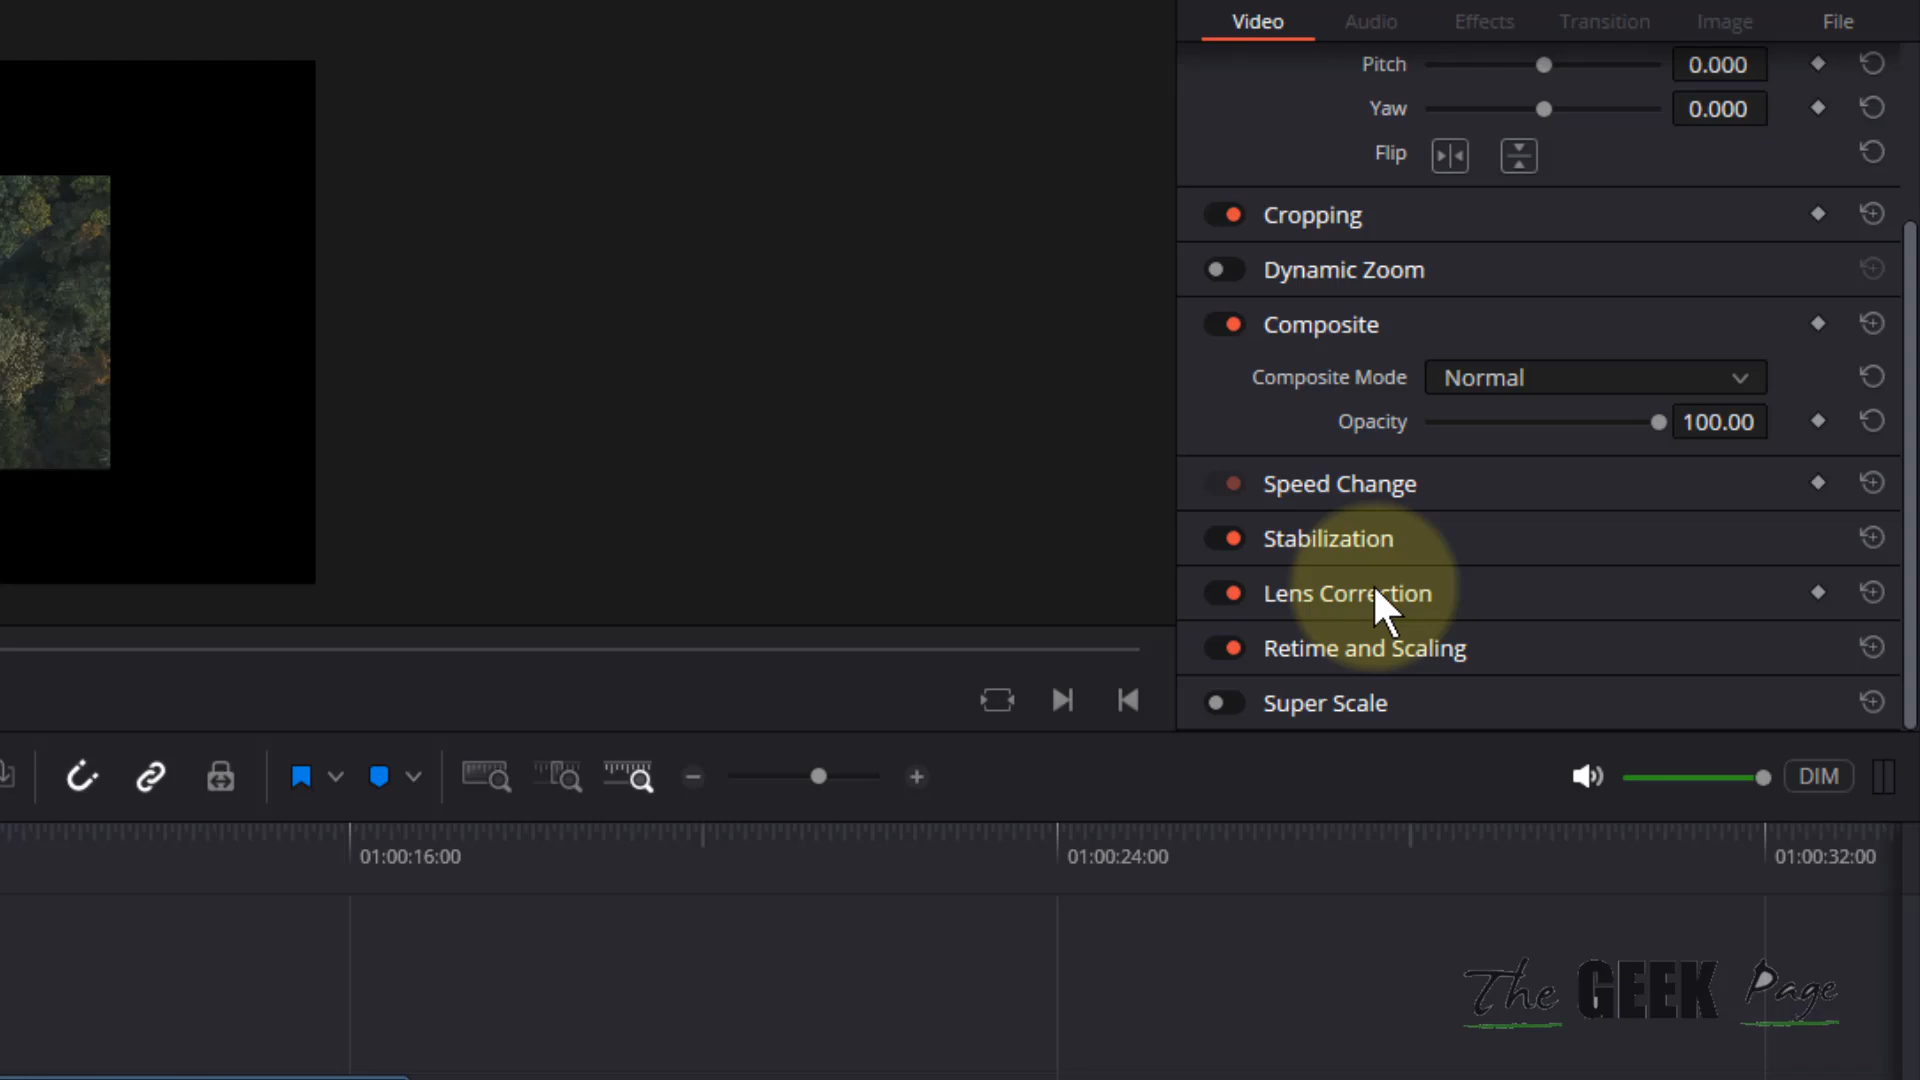 Video Audio Effects Transition Image File
Pitch 0.000
Yaw 0.000
Flip
Cropping
Dynamic Zoom
Composite
Composite Mode Normal
Opacity 100.00
Speed Change
Stabilization
Lens Correction
Retime and Scaling
Super Scale
DIM
01:00:16:00 01:00:24:00 01:00:32:00
The GEEK Page